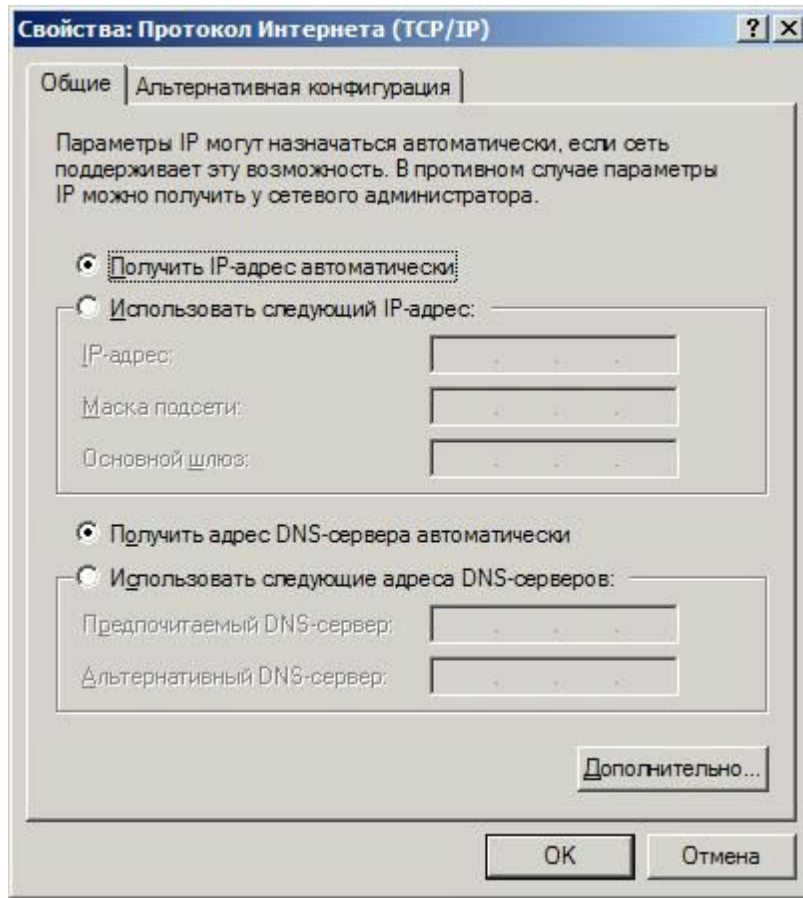 Свойства: Протокол Интернета (TCP/IP)
Общие
Альтернативная конфигурация
Параметры IP могут назначаться автоматически, если сеть
поддерживает эту возможность. В противном случае параметры
IP можно получить у сетевого администратора.
Получить IP-адрес автоматически
Использовать следующий IP-адрес:
IP-адрес:
Маска подсети:
Основной шлюз:
Получить адрес DNS-сервера автоматически
Использовать следующие адреса DNS-серверов:
Предпочитаемый DNS-сервер:
Альтернативный DNS-сервер:
Дополнительно...
OK
Отмена